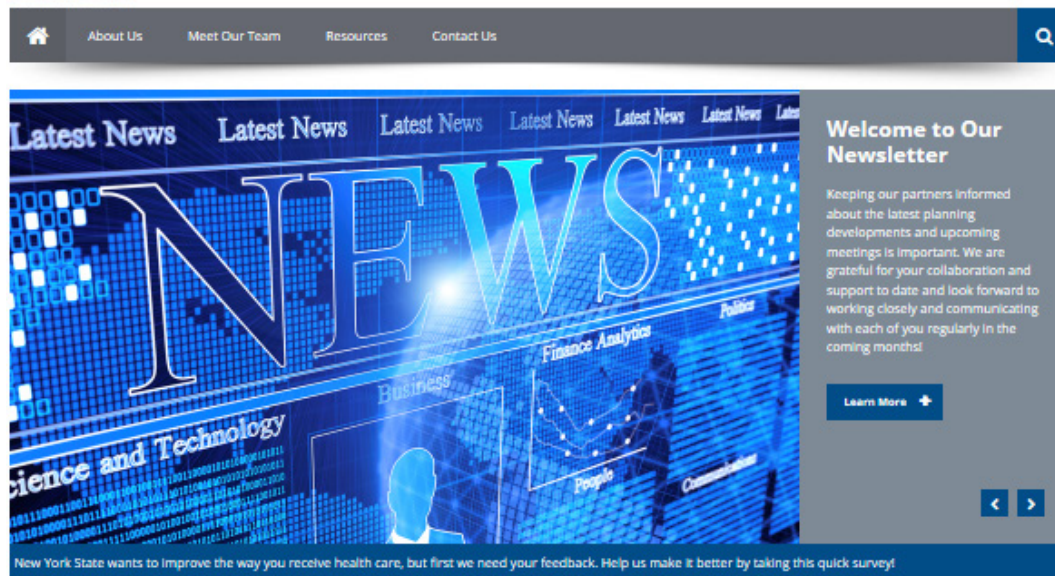 About Us Meet Our Team Resources Contact Us
Latest News Latest News Latest News Latest News Latest News Latest News Late
NEWS
Politics
Finance Analytics
Business
Science and Technology
People
Communications
Welcome to Our
Newsletter
Keeping our partners informed
about the latest planning
developments and upcoming
meetings is important. We are
grateful for your collaboration and
support to date and look forward to
working closely and communicating
with each of you regularly in the
coming months!
Learn More
New York State wants to improve the way you receive health care, but first we need your feedback. Help us make it better by taking this quick survey!